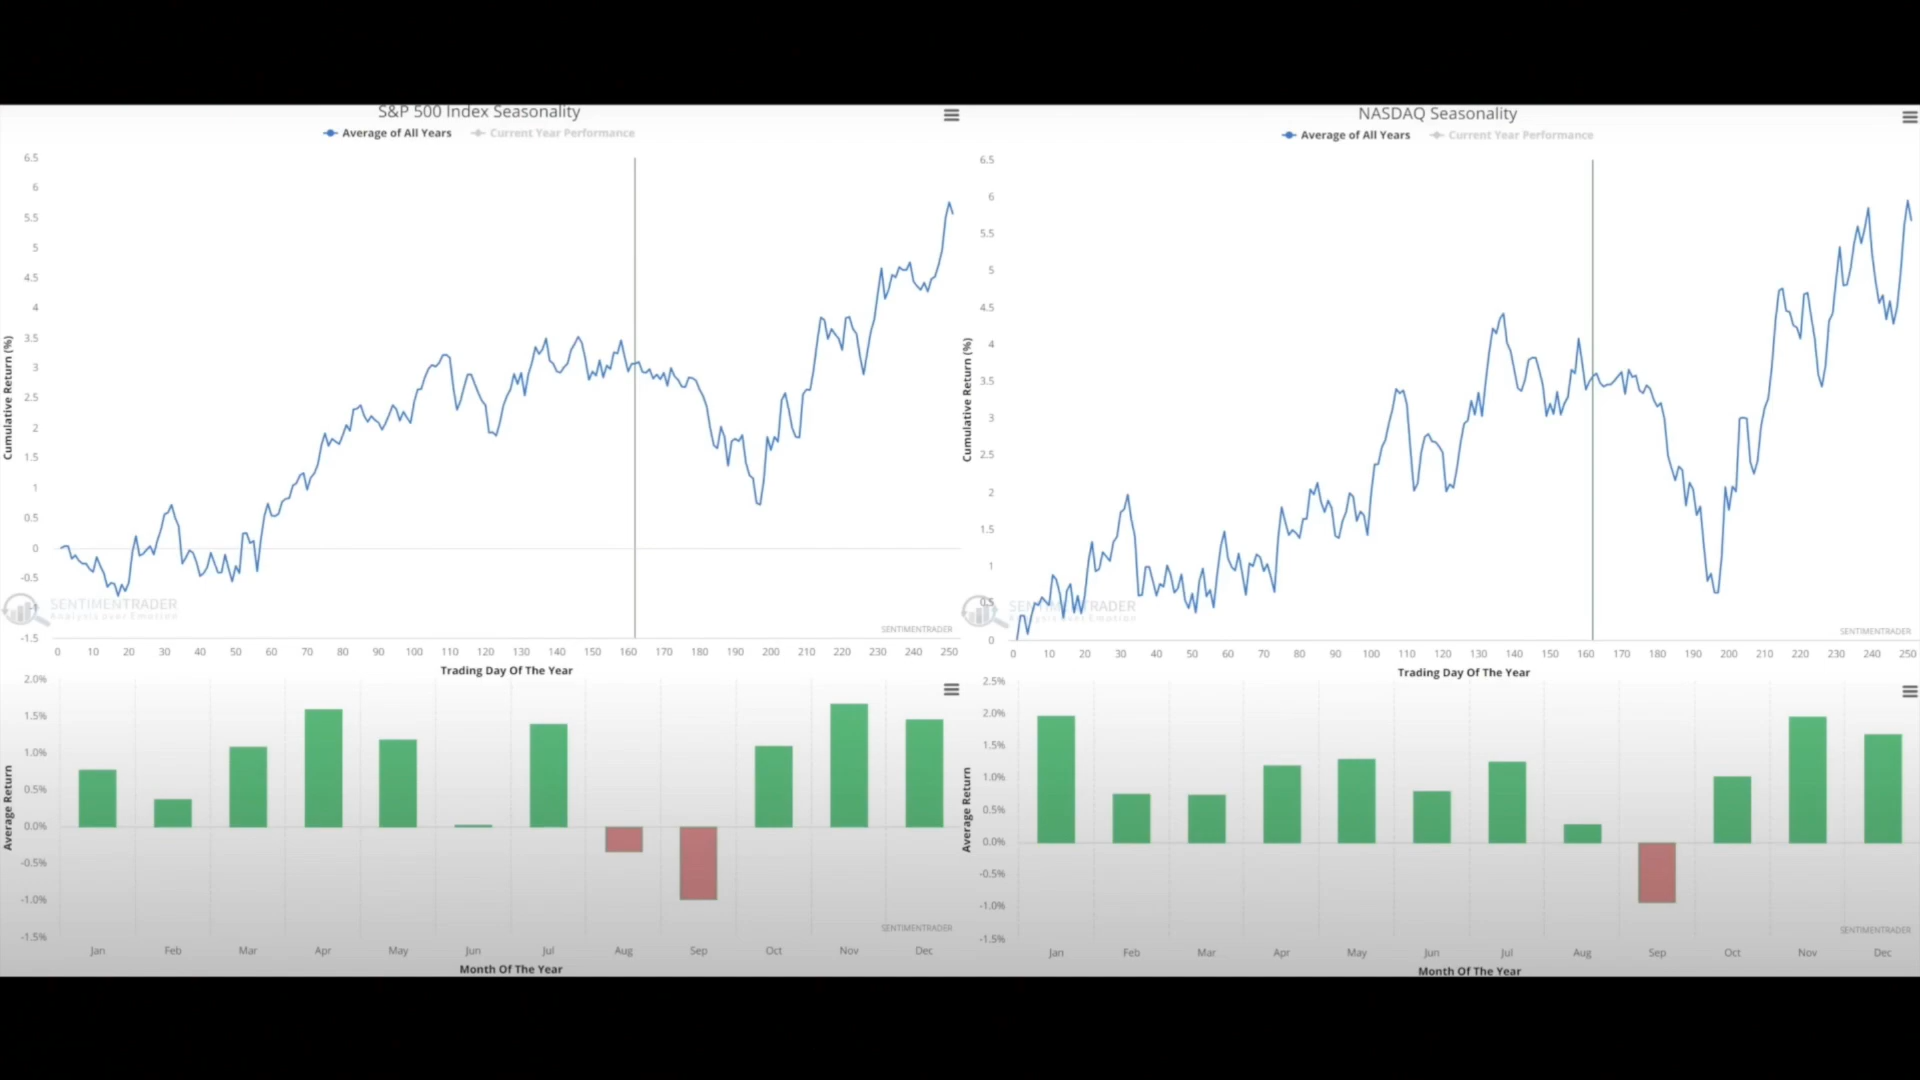 S&P 500 Index Seasonality
Average of All Years Current Year Performance
6.5
6
5.5
5
4.5
4
3.5
3
2.5
2
1.5
1
0.5
0
-0.5
-1.5
Cumulative Return (%)
SENTIMENTRADER
Analysis over Emotion
SENTIMENTRADER
0 10 20 30 40 50 60 70 80 90 100 110 120 130 140 150 160 170 180 190 200 210 220 230 240 250
Trading Day Of The Year
NASDAQ Seasonality
Average of All Years Current Year Performance
6.5
6
5.5
5
4.5
4
3.5
3
2.5
2
1.5
1
0.5
0
Cumulative Return (%)
SENTIMENTRADER
Analysis over Emotion
SENTIMENTRADER
0 10 20 30 40 50 60 70 80 90 100 110 120 130 140 150 160 170 180 190 200 210 220 230 240 250
Trading Day Of The Year
2.0%
1.5%
1.0%
0.5%
0.0%
-0.5%
-1.0%
-1.5%
Average Return
SENTIMENTRADER
Jan Feb Mar Apr May Jun Jul Aug Sep Oct Nov Dec
Month Of The Year
2.5%
2.0%
1.5%
1.0%
0.5%
0.0%
-0.5%
-1.0%
-1.5%
Average Return
SENTIMENTRADER
Jan Feb Mar Apr May Jun Jul Aug Sep Oct Nov Dec
Month Of The Year